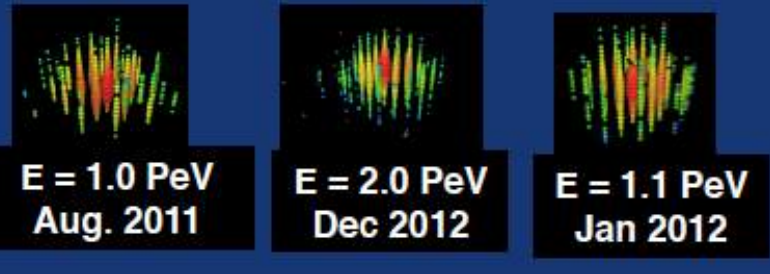 E = 1.0 PeV
Aug. 2011
E = 2.0 PeV
Dec 2012
E = 1.1 PeV
Jan 2012